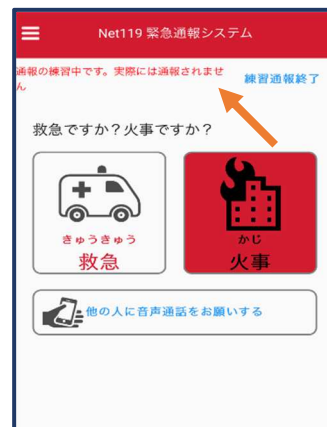 Net119 緊急通報システム
通報の練習中です。実際には通報されませ
ん
練習通報終了
救急ですか？火事ですか？
きゅうきゅう
救急
かじ
火事
他の人に音声通話をお願いする